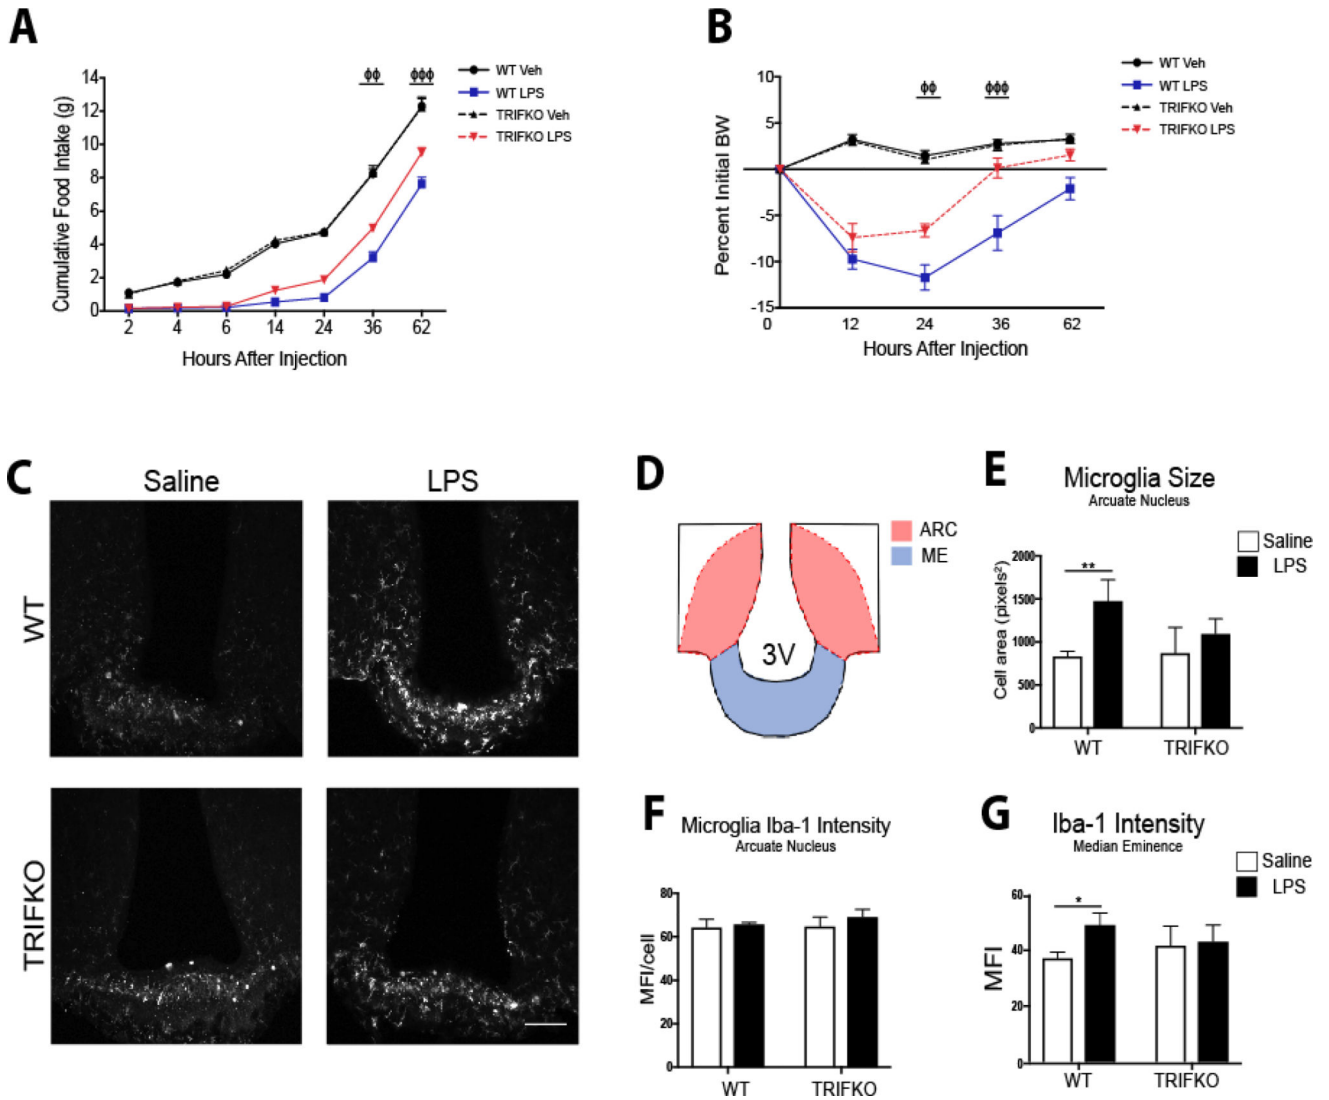 A
14
12
10
8
6
4
2
0
Cumulative Food Intake (g)
ϕϕ
ϕϕϕ
WT Veh
WT LPS
TRIFKO Veh
TRIFKO LPS
2 4 6 14 24 36 62
Hours After Injection
B
10
5
-5
-10
-15
Percent Initial BW
ϕϕ
ϕϕϕ
WT Veh
WT LPS
TRIFKO Veh
TRIFKO LPS
0 12 24 36 62
Hours After Injection
C
Saline
LPS
WT
TRIFKO
D
3V
ARC
ME
E
Microglia Size
Arcuate Nucleus
Saline
LPS
Cell area (pixels²)
2000
1500
1000
500
0
**
WT
TRIFKO
F
Microglia Iba-1 Intensity
Arcuate Nucleus
MFI/cell
80
60
40
20
0
WT
TRIFKO
G
Iba-1 Intensity
Median Eminence
Saline
LPS
MFI
60
40
20
0
*
WT
TRIFKO